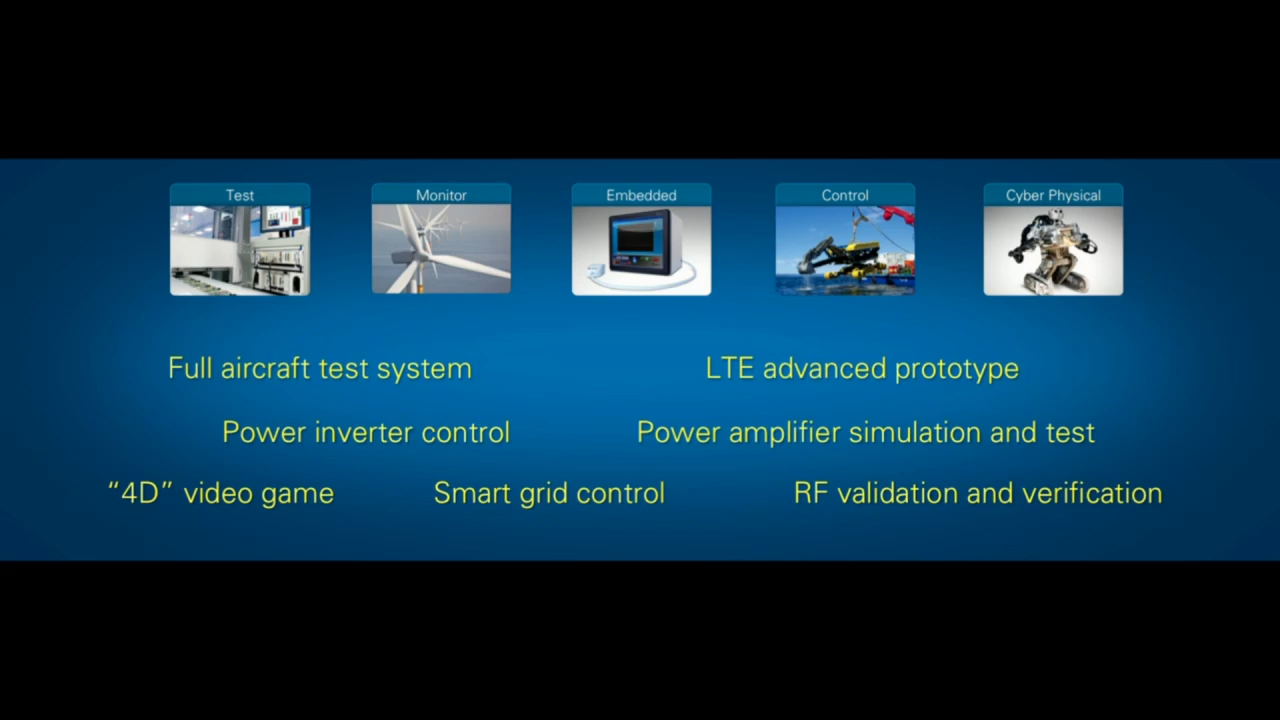 Test
Monitor
Embedded
Control
Cyber Physical
Full aircraft test system
LTE advanced prototype
Power inverter control
Power amplifier simulation and test
“4D” video game
Smart grid control
RF validation and verification